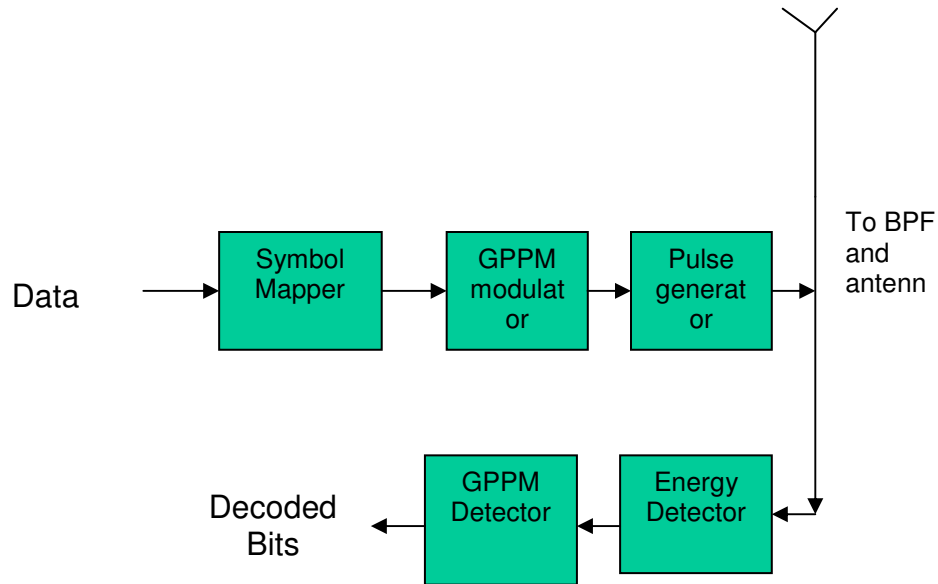 Data
Symbol
Mapper
GPPM
modulat
or
Pulse
generat
or
To BPF
and
antenn
Decoded
Bits
GPPM
Detector
Energy
Detector